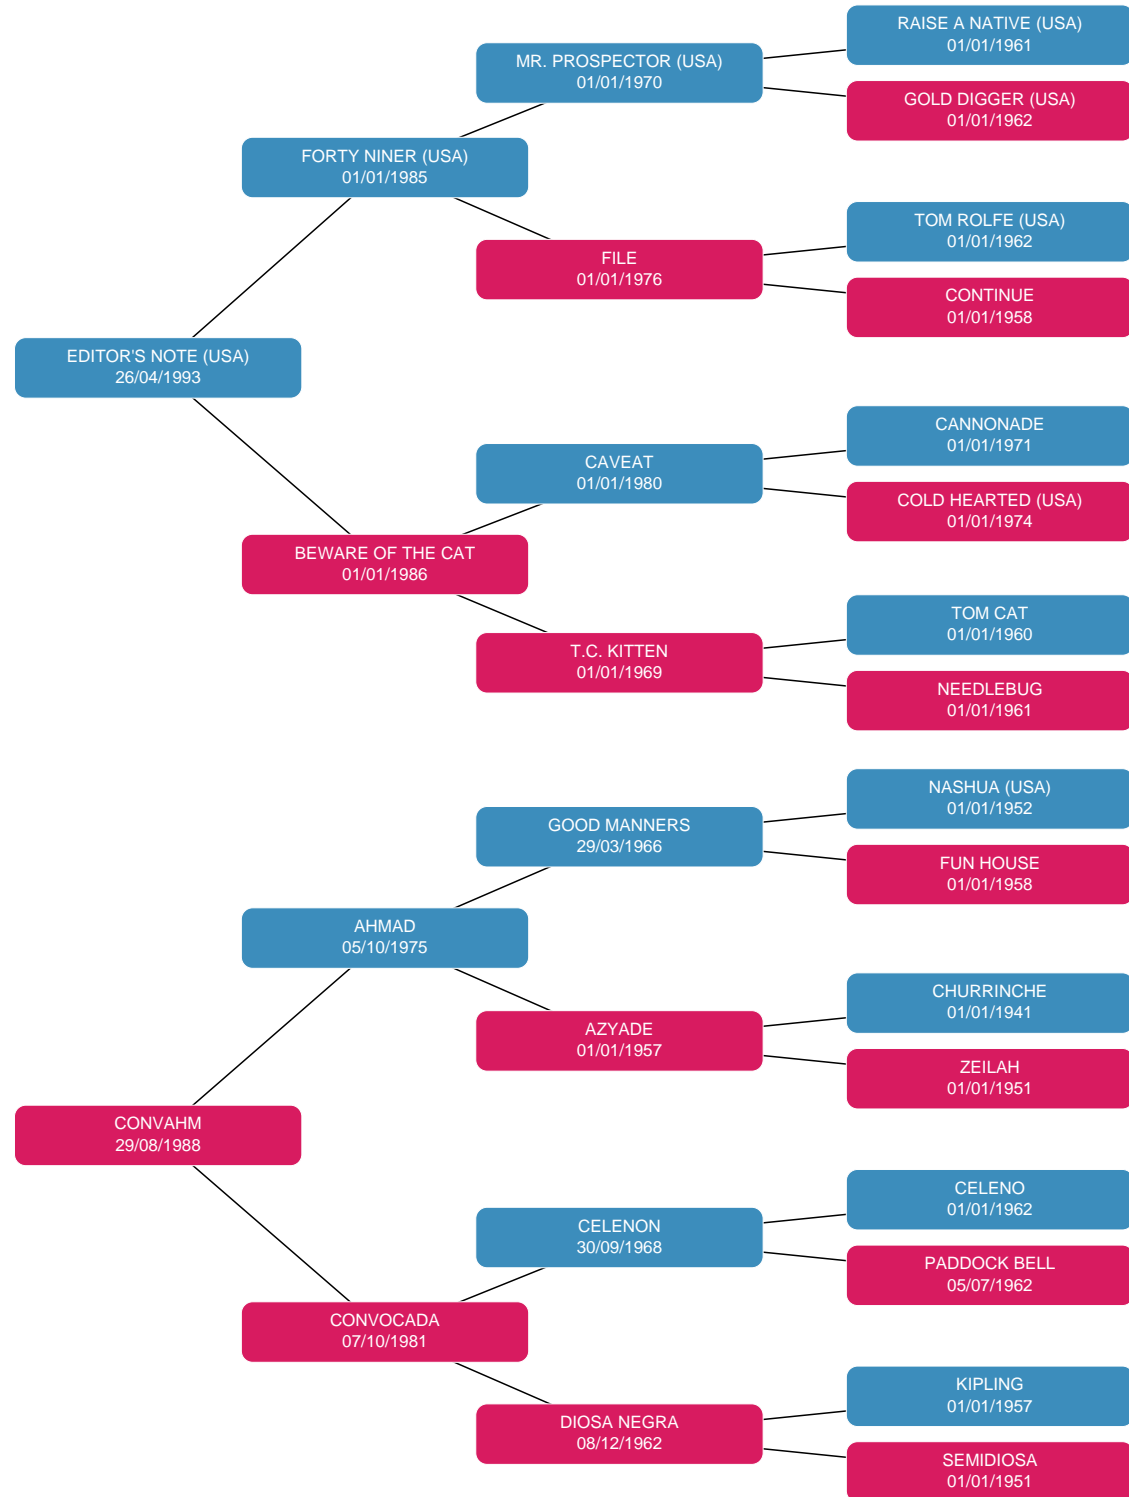 RAISE A NATIVE (USA)
01/01/1961
MR. PROSPECTOR (USA)
01/01/1970
GOLD DIGGER (USA)
01/01/1962
FORTY NINER (USA)
01/01/1985
TOM ROLFE (USA)
01/01/1962
FILE
01/01/1976
CONTINUE
01/01/1958
EDITOR'S NOTE (USA)
26/04/1993
CANNONADE
01/01/1971
CAVEAT
01/01/1980
COLD HEARTED (USA)
01/01/1974
BEWARE OF THE CAT
01/01/1986
TOM CAT
01/01/1960
T.C. KITTEN
01/01/1969
NEEDLEBUG
01/01/1961
NASHUA (USA)
01/01/1952
GOOD MANNERS
29/03/1966
FUN HOUSE
01/01/1958
AHMAD
05/10/1975
CHURRINCHE
01/01/1941
AZYADE
01/01/1957
ZEILAH
01/01/1951
CONVAHM
29/08/1988
CELENO
01/01/1962
CELENON
30/09/1968
PADDOCK BELL
05/07/1962
CONVOCADA
07/10/1981
KIPLING
01/01/1957
DIOSA NEGRA
08/12/1962
SEMIDIOSA
01/01/1951